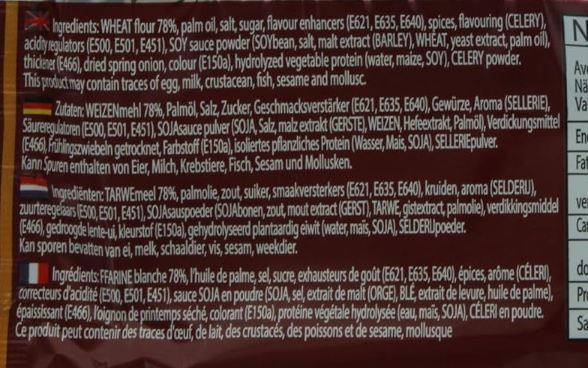 Ingredients: WHEAT flour 78%, palm oil, salt, sugar, flavour enhancers (E621, E635, E640), spices, flavouring (CELERY),
acidity regulators (E500, E501, E451), SOY sauce powder (SOYbean, salt, malt extract (BARLEY), WHEAT, yeast extract, palm oil),
thickener (E466), dried spring onion, colour (E150a), hydrolyzed vegetable protein (water, maize, SOY), CELERY powder.
This product may contain traces of egg, milk, crustacean, fish, sesame and mollusc.
Zutaten: WEIZENmehl 78%, Palmöl, Salz, Zucker, Geschmacksverstärker (E621, E635, E640), Gewürze, Aroma (SELLERIE),
Säureregulatoren (E500, E501, E451), SOJAsauce pulver (SOJA, Salz, malz extrakt (GERSTE), WEIZEN, Hefeextrakt, Palmöl), Verdickungsmittel
(E466), Frühlingszwiebeln getrocknet, Farbstoff (E150a), isoliertes pflanzliches Protein (Wasser, Mais, SOJA), SELLERIEpulver.
Kann Spuren enthalten von Eier, Milch, Krebstiere, Fisch, Sesam und Mollusken.
Ingrediënten: TARWEmeel 78%, palmolie, zout, suiker, smaakversterkers (E621, E635, E640), kruiden, aroma (SELDERIJ),
zuurteregelaars (E500, E501, E451), SOJAsauspoeder (SOJAbonen, zout, mout extract (GERST), TARWE, gistextract, palmolie), verdikkingsmiddel
(E466), gedroogde lente-ui, kleurstof (E150a), gehydrolyseerd plantaardig eiwit (water, maïs, SOJA), SELDERIJpoeder.
Kan sporen bevatten van ei, melk, schaaldier, vis, sesam, weekdier.
Ingrédients: FFARINE blanche 78%, l'huile de palme, sel, sucre, exhausteurs de goût (E621, E635, E640), épices, arôme (CÉLERI),
correcteurs d'acidité (E500, E501, E451), sauce SOJA en poudre (SOJA, sel, extrait de malt (ORGE), BLÉ, extrait de levure, huile de palme),
épaississant (E466), l'oignon de printemps séché, colorant (E150a), protéine végétale hydrolysée (eau, maïs, SOJA), CÉLERI en poudre.
Ce produit peut contenir des traces d'œuf, de lait, des crustacés, des poissons et de sesame, mollusque